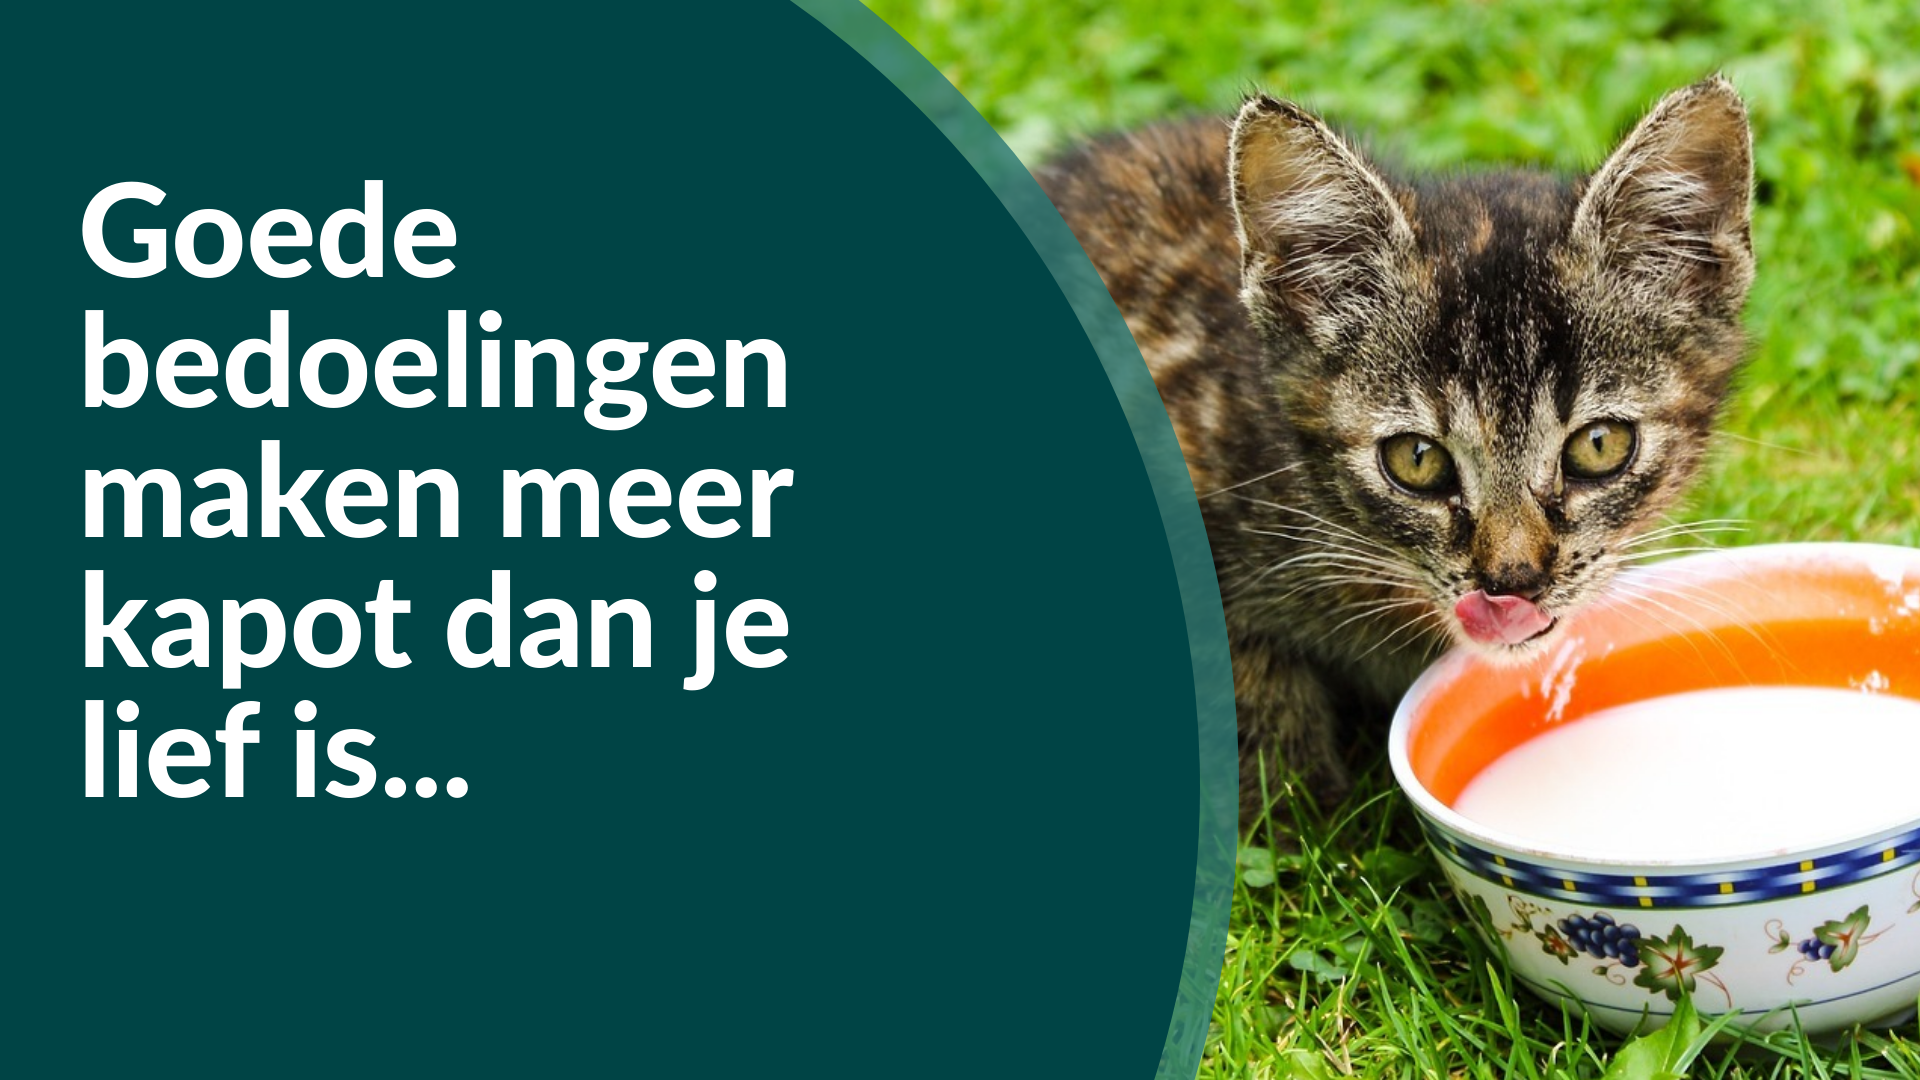 Goede
bedoelingen
maken meer
kapot dan je
lief is...